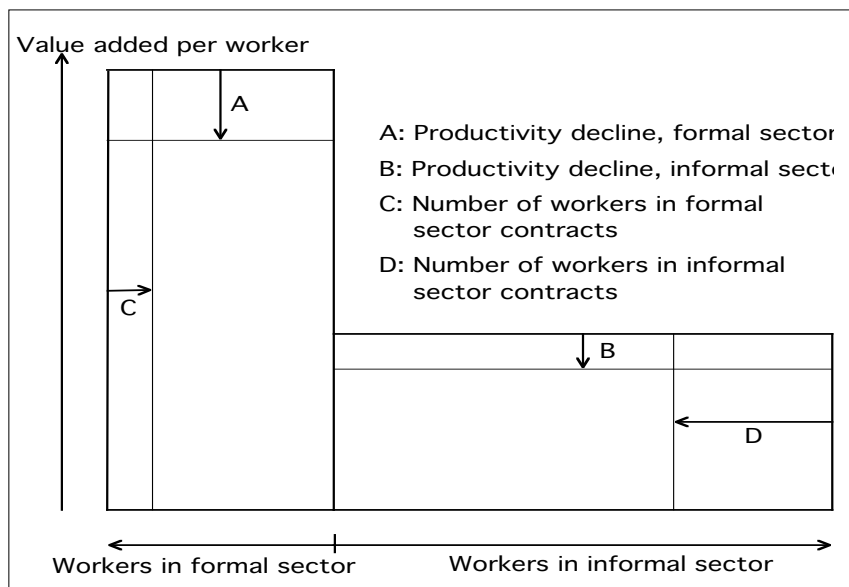 Value added per worker
A
A: Productivity decline, formal sector
B: Productivity decline, informal secto
C: Number of workers in formal
sector contracts
D: Number of workers in informal
sector contracts
C
B
D
Workers in formal sector
Workers in informal sector